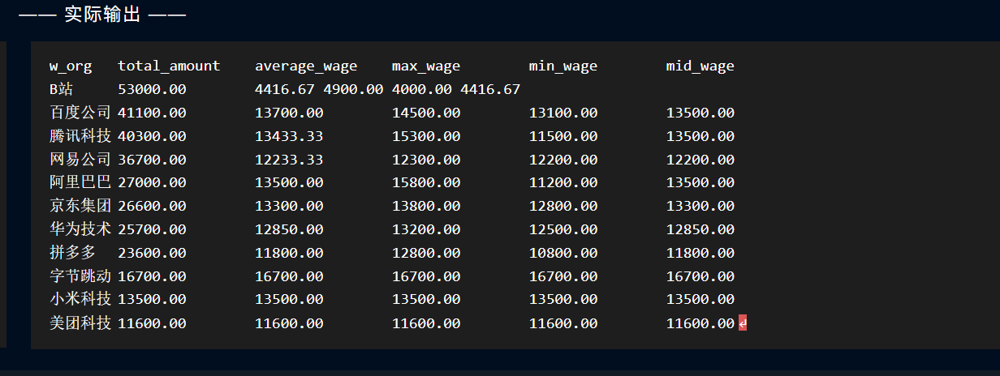 —— 实际输出 ——
w_org total_amount average_wage max_wage min_wage mid_wage
B站 53000.00 4416.67 4900.00 4000.00 4416.67
百度公司 41100.00 13700.00 14500.00 13100.00 13500.00
腾讯科技 40300.00 13433.33 15300.00 11500.00 13500.00
网易公司 36700.00 12233.33 12300.00 12200.00 12200.00
阿里巴巴 27000.00 13500.00 15800.00 11200.00 13500.00
京东集团 26600.00 13300.00 13800.00 12800.00 13300.00
华为技术 25700.00 12850.00 13200.00 12500.00 12850.00
拼多多 23600.00 11800.00 12800.00 10800.00 11800.00
字节跳动 16700.00 16700.00 16700.00 16700.00 16700.00
小米科技 13500.00 13500.00 13500.00 13500.00 13500.00
美团科技 11600.00 11600.00 11600.00 11600.00 11600.00↵